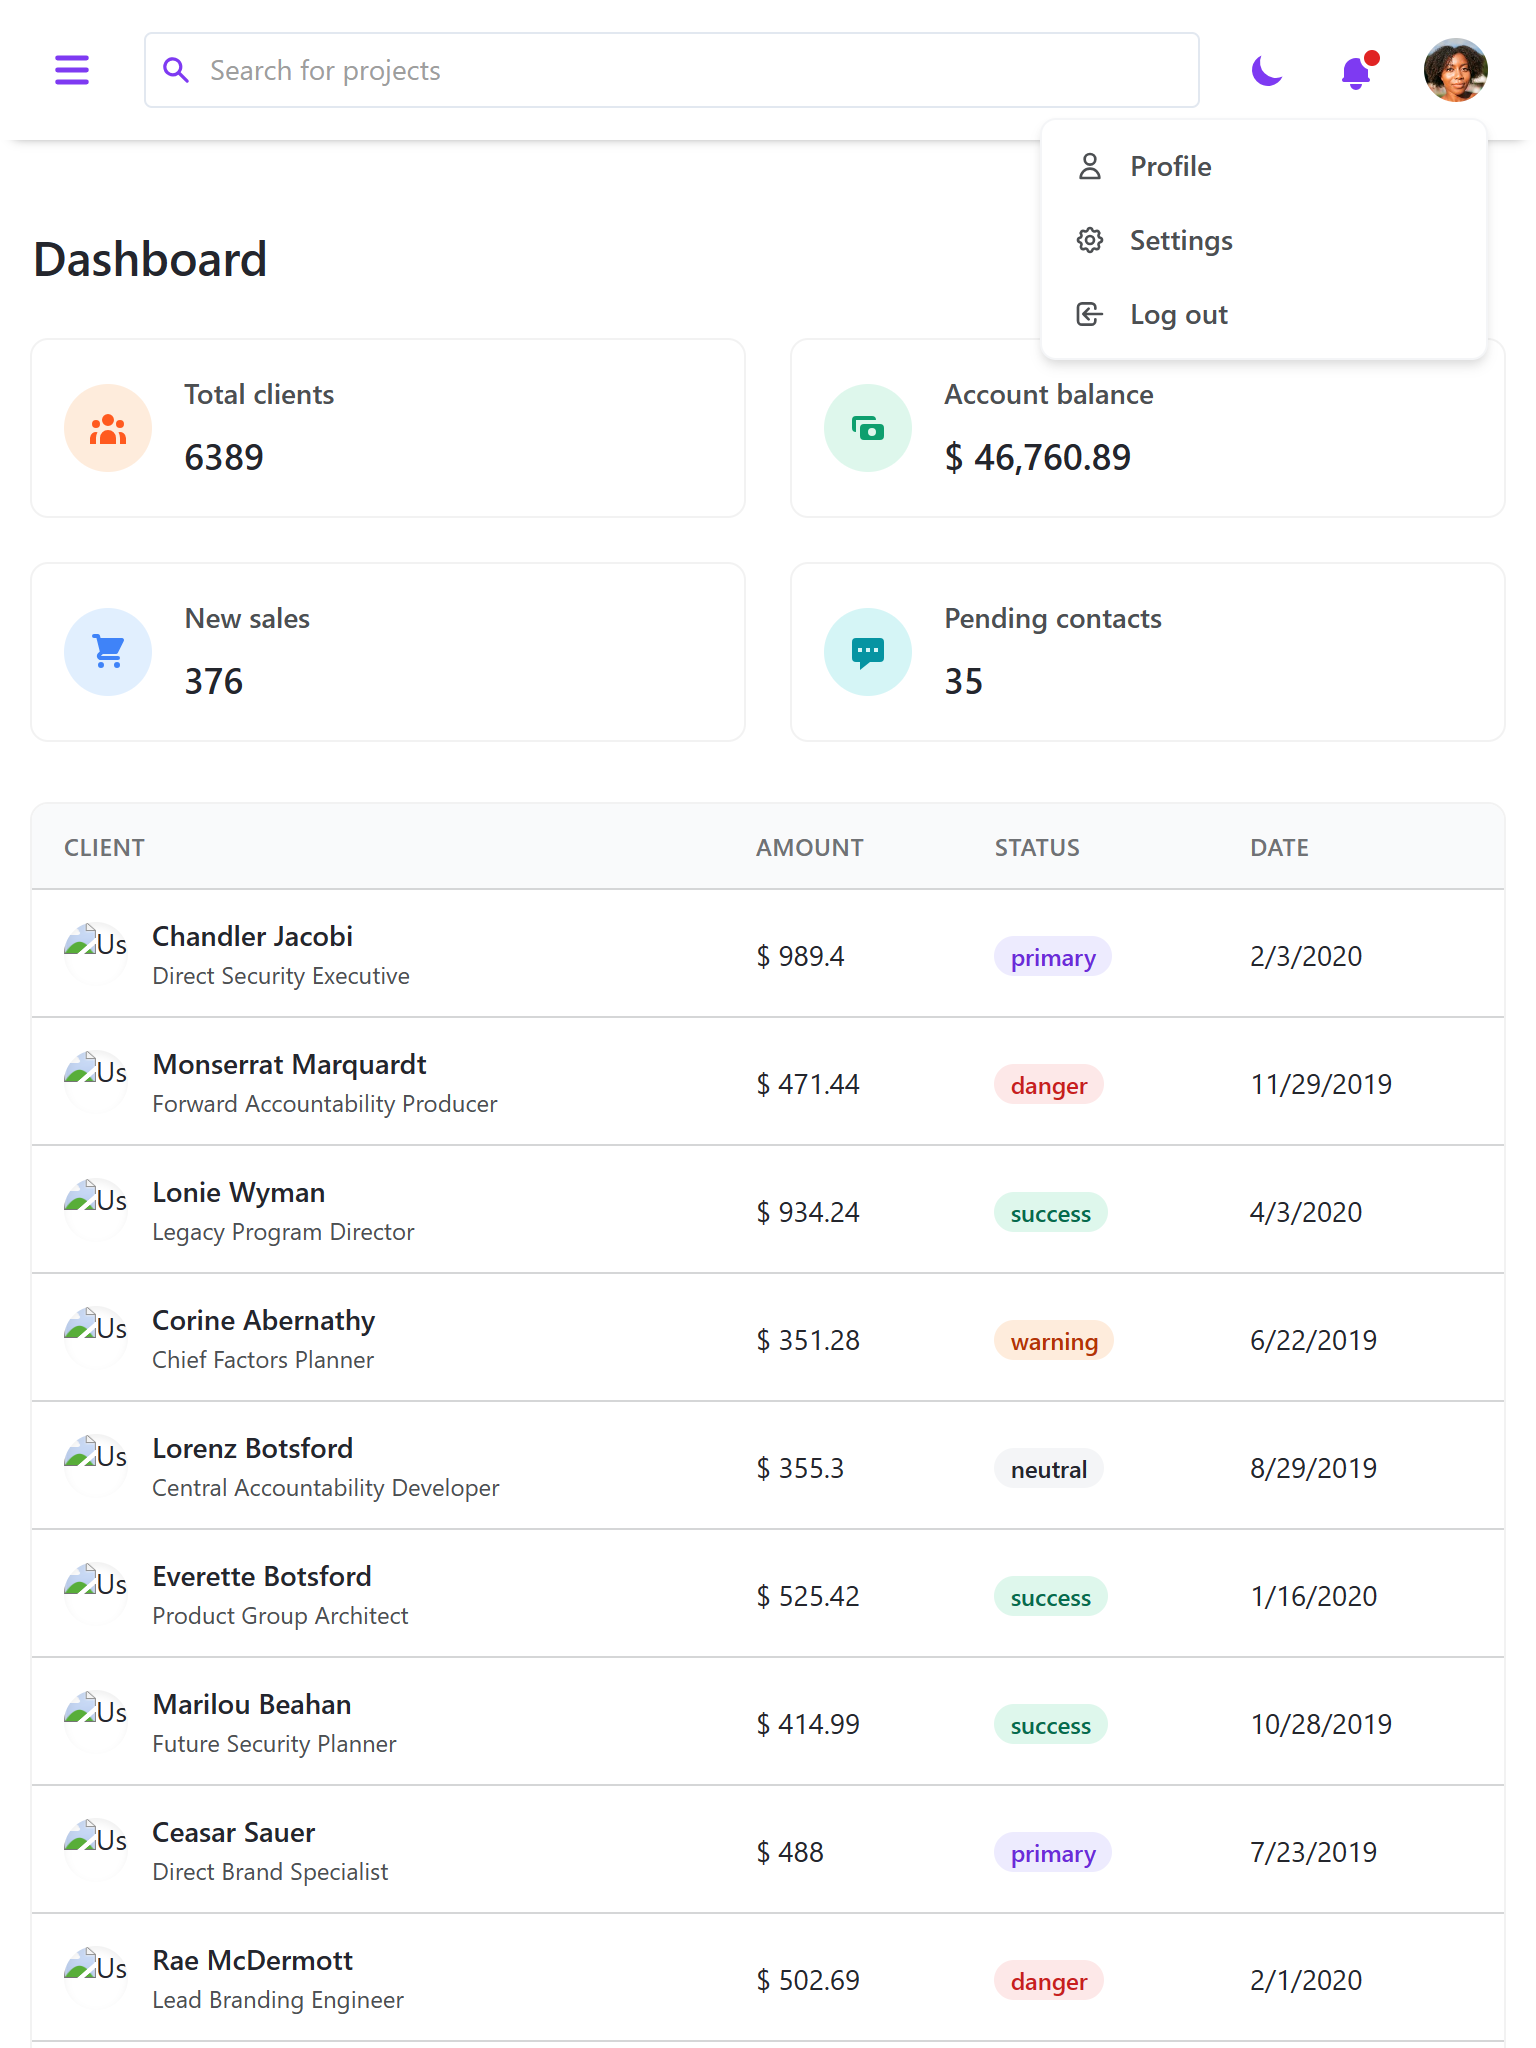 Search for projects
Profile
Settings
Log out
Dashboard
Total clients
6389
Account balance
$ 46,760.89
New sales
376
Pending contacts
35
CLIENT AMOUNT STATUS DATE
Us
Chandler Jacobi
Direct Security Executive
$ 989.4
primary
2/3/2020
Us
Monserrat Marquardt
Forward Accountability Producer
$ 471.44
danger
11/29/2019
Us
Lonie Wyman
Legacy Program Director
$ 934.24
success
4/3/2020
Us
Corine Abernathy
Chief Factors Planner
$ 351.28
warning
6/22/2019
Us
Lorenz Botsford
Central Accountability Developer
$ 355.3
neutral
8/29/2019
Us
Everette Botsford
Product Group Architect
$ 525.42
success
1/16/2020
Us
Marilou Beahan
Future Security Planner
$ 414.99
success
10/28/2019
Us
Ceasar Sauer
Direct Brand Specialist
$ 488
primary
7/23/2019
Us
Rae McDermott
Lead Branding Engineer
$ 502.69
danger
2/1/2020